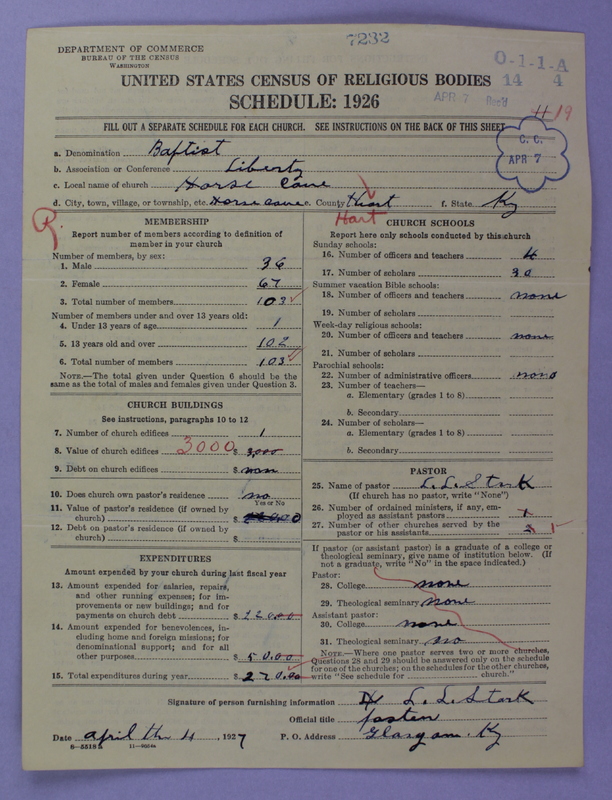 7232
DEPARTMENT OF COMMERCE
BUREAU OF THE CENSUS
WASHINGTON
O-1-1-A
14 4
UNITED STATES CENSUS OF RELIGIOUS BODIES
SCHEDULE: 1926
APR 7 Rec'd
19
FILL OUT A SEPARATE SCHEDULE FOR EACH CHURCH. SEE INSTRUCTIONS ON THE BACK OF THIS SHEET
C. C.
APR 7
a. Denomination Baptist
b. Association or Conference Liberty
c. Local name of church Horse Cave
d. City, town, village, or township, etc. Horse Cave e. County Hart f. State Ky
R.
Hart
MEMBERSHIP
Report number of members according to definition of
member in your church
Number of members, by sex:
1. Male 36
2. Female 67
3. Total number of members 103
Number of members under and over 13 years old:
4. Under 13 years of age 1
5. 13 years old and over 102
6. Total number of members 103
NOTE.—The total given under Question 6 should be
same as the total of males and females given under Question 3.
CHURCH BUILDINGS
See instructions, paragraphs 10 to 12
7. Number of church edifices 1
8. Value of church edifices 3000 $ 3,000
9. Debt on church edifices $ none
10. Does church own pastor's residence no
Yes or No
11. Value of pastor's residence (if owned by
church) $
12. Debt on pastor's residence (if owned by
church) $
EXPENDITURES
Amount expended by your church during last fiscal year
13. Amount expended for salaries, repairs,
and other running expenses; for im-
provements or new buildings; and for
payments on church debt $ 220.00
14. Amount expended for benevolences, in-
cluding home and foreign missions; for
denominational support; and for all
other purposes $ 50.00
15. Total expenditures during year $ 270.00
CHURCH SCHOOLS
Report here only schools conducted by this church
Sunday schools:
16. Number of officers and teachers 4
17. Number of scholars 30
Summer vacation Bible schools:
18. Number of officers and teachers none
19. Number of scholars
Week-day religious schools:
20. Number of officers and teachers none
21. Number of scholars
Parochial schools:
22. Number of administrative officers none
23. Number of teachers—
a. Elementary (grades 1 to 8)
b. Secondary
24. Number of scholars—
a. Elementary (grades 1 to 8)
b. Secondary
PASTOR
25. Name of pastor L. L. Stark
(If church has no pastor, write "None")
26. Number of ordained ministers, if any, em-
ployed as assistant pastors
27. Number of other churches served by the
pastor or his assistants
If pastor (or assistant pastor) is a graduate of a college or
theological seminary, give name of institution below. (If
not a graduate, write "No" in the space indicated.)
Pastor:
28. College none
29. Theological seminary none
Assistant pastor:
30. College none
31. Theological seminary no
NOTE.—Where one pastor serves two or more churches,
Questions 28 and 29 should be answered only on the schedule
for one of the churches; on the schedules for the other churches,
write "See schedule for church."
Signature of person furnishing information L. L. Stark
Official title paster
Date april th 4, 1927 P. O. Address Glasgow Ky